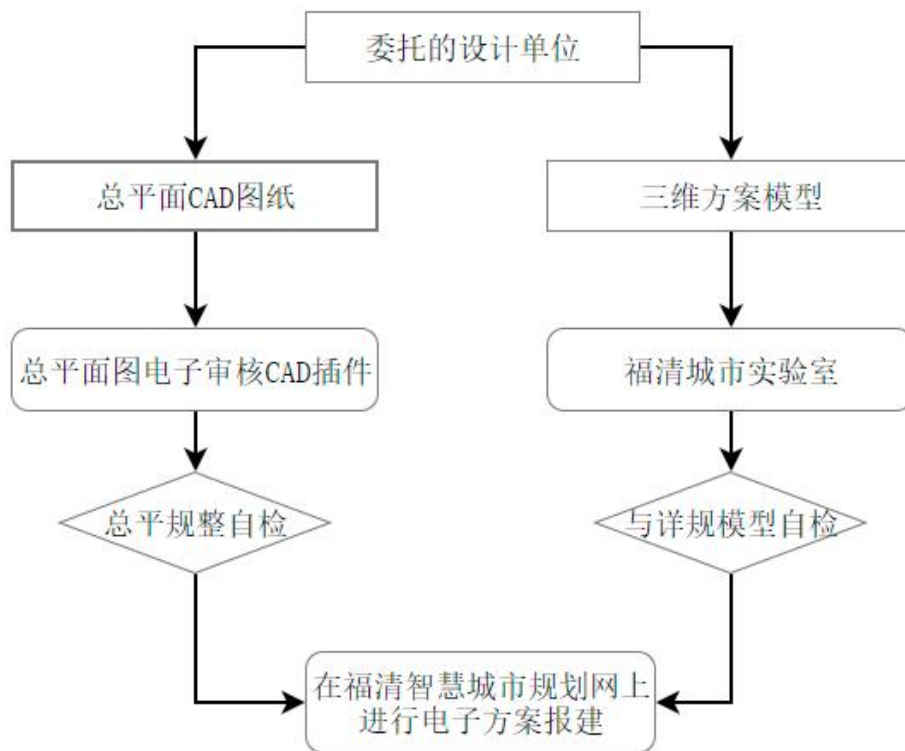 委托的设计单位
总平面CAD图纸
三维方案模型
总平面图电子审核CAD插件
福清城市实验室
总平规整自检
与详规模型自检
在福清智慧城市规划网上
进行电子方案报建